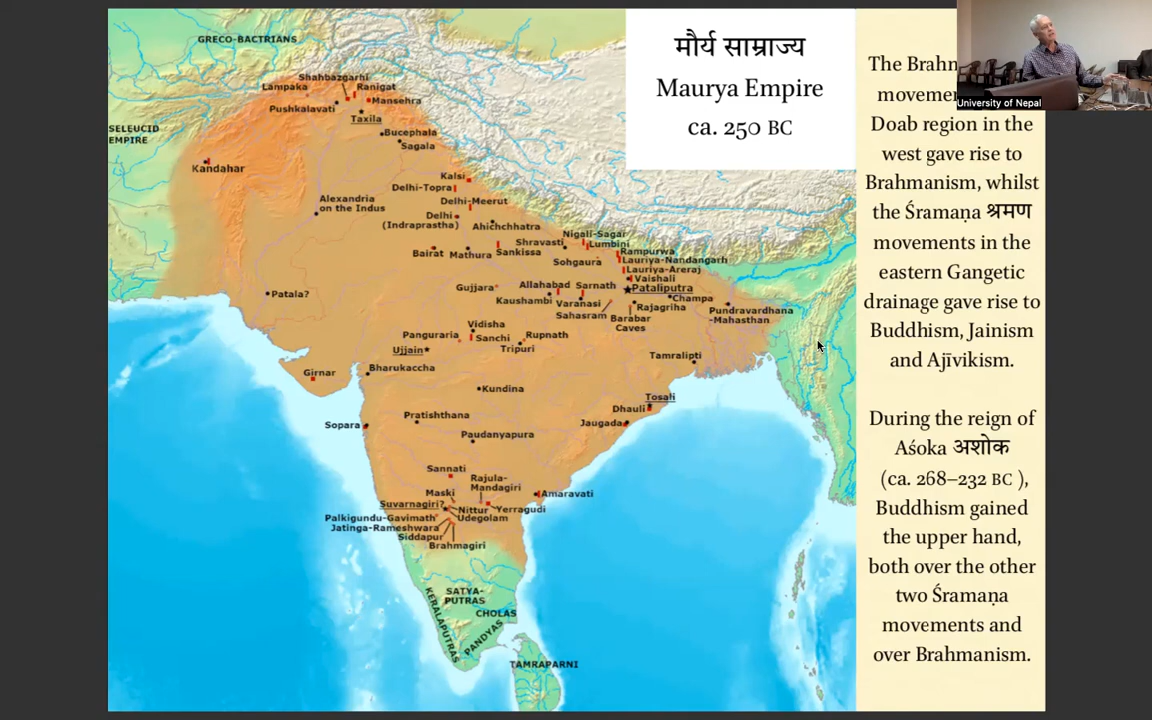 मौर्य साम्राज्य
Maurya Empire
ca. 250 BC
GRECO-BACTRIANS
SELEUCID
EMPIRE
Shahbazgarhi
Lampaka
Ranigat
Pushkalavati
Mansehra
Taxila
Bucephala
Sagala
Kandahar
Kalsi
Delhi-Topra
Alexandria
on the Indus
Delhi-Meerut
Delhi
(Indraprastha)
Ahichchhatra
Nigali-Sagar
Bairat
Mathura
Sankissa
Shravasti
Lumbini
Sohgaura
Rampurwa
Lauriya-Nandangarh
Lauriya-Areraj
Vaishali
Patala?
Gujjara
Allahabad
Sarnath
Pataliputra
Kaushambi
Varanasi
Champa
Sahasram
Rajagriha
Barabar
Caves
Pundravardhana
-Mahasthan
Vidisha
Panguraria
Sanchi
Rupnath
Ujjain
Tripuri
Tamralipti
Girnar
Bharukaccha
Kundina
Tosali
Dhauli
Sopara
Pratishthana
Jaugada
Paudanyapura
Sannati
Rajula-
Mandagiri
Maski
Amaravati
Suvarnagiri?
Nittur
Yerragudi
Palkigundu-Gavimath
Udegolam
Jatinga-Rameshwara
Siddapur
Brahmagiri
SATYA-
PUTRAS
KERALAPUTRAS
CHOLAS
PANDYAS
TAMRAPARNI
University of Nepal
The Brahm
movemen
Doab region in the
west gave rise to
Brahmanism, whilst
the Śramaṇa श्रमण
movements in the
eastern Gangetic
drainage gave rise to
Buddhism, Jainism
and Ajīvikism.
During the reign of
Aśoka अशोक
(ca. 268–232 BC ),
Buddhism gained
the upper hand,
both over the other
two Śramaṇa
movements and
over Brahmanism.